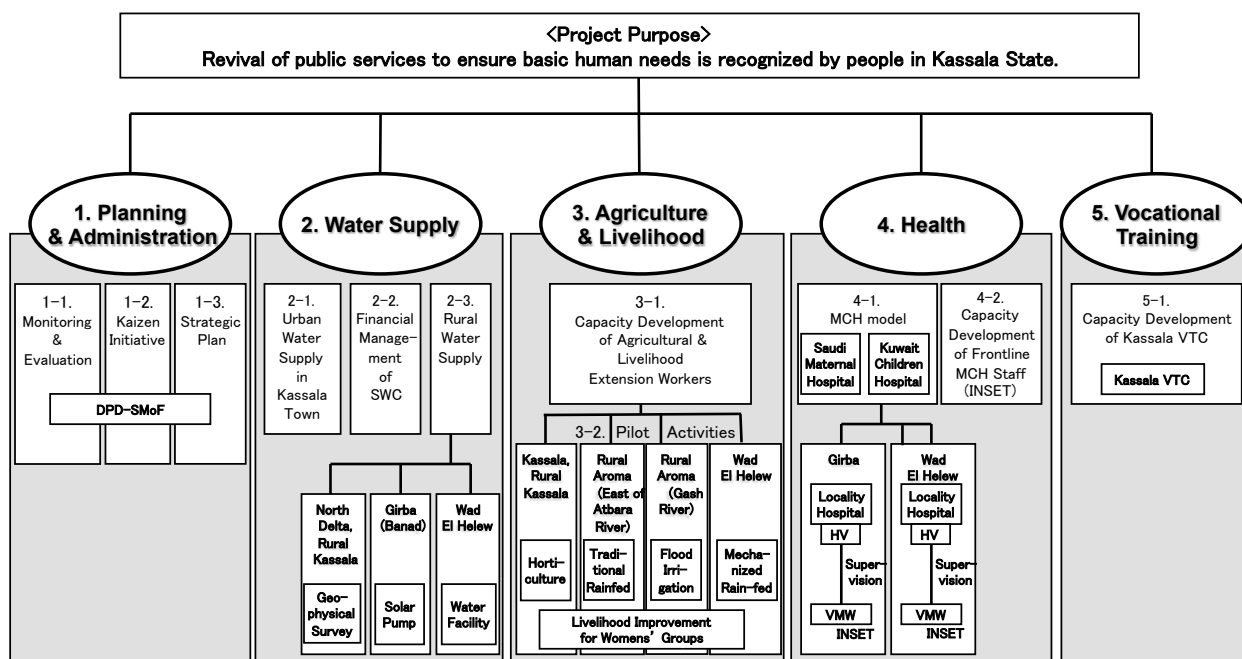 <Project Purpose>
Revival of public services to ensure basic human needs is recognized by people in Kassala State.
1. Planning
& Administration
1-1.
Monitoring
&
Evaluation
1-2.
Kaizen
Initiative
1-3.
Strategic
Plan
DPD-SMoF
2. Water Supply
2-1.
Urban
Water
Supply
in
Kassala
Town
2-2.
Financial
Manage-
ment
of
SWC
2-3.
Rural
Water
Supply
North
Delta,
Rural
Kassala
Geo-
physical
Survey
Girba
(Banad)
Solar
Pump
Wad
El Helew
Water
Facility
3. Agriculture
& Livelihood
3-1.
Capacity Development
of Agricultural &
Livelihood
Extension Workers
3-2. Pilot Activities
Kassala,
Rural
Kassala
Horti-
culture
Rural
Aroma
(East of
Atbara
River)
Tradi-
tional
Rainfed
Rural
Aroma
(Gash
River)
Flood
Irri-
gation
Wad
El Helew
Mecha-
nized
Rain-fed
Livelihood Improvement
for Womens' Groups
4. Health
4-1.
MCH model
Saudi
Maternal
Hospital
Kuwait
Children
Hospital
4-2.
Capacity
Development
of Frontline
MCH Staff
(INSET)
Girba
Locality
Hospital
HV
Super-
vision
VMW
INSET
Wad
El Helew
Locality
Hospital
HV
Super-
vision
VMW
INSET
5. Vocational
Training
5-1.
Capacity Development
of Kassala VTC
Kassala VTC